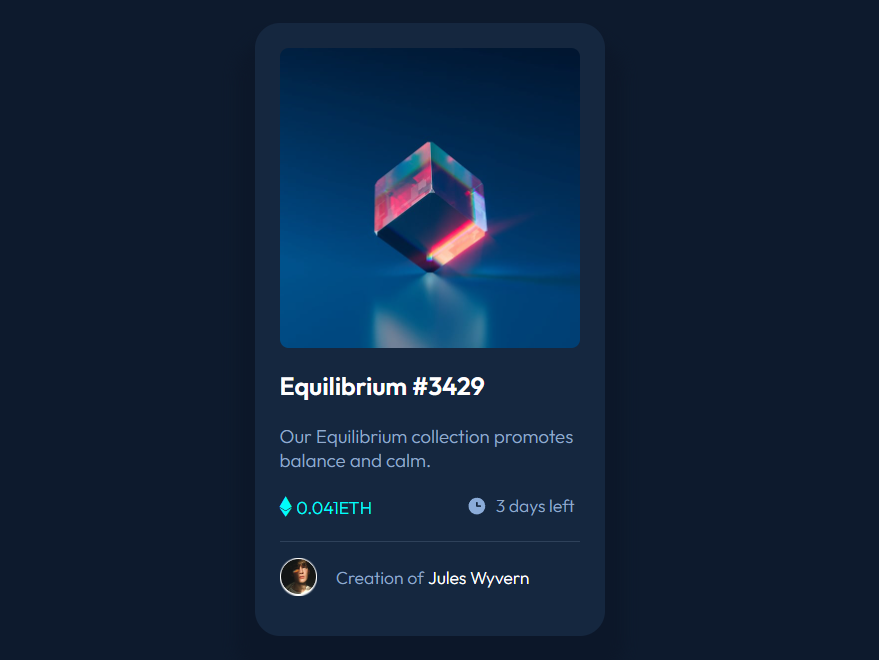 Equilibrium #3429
Our Equilibrium collection promotes
balance and calm.
0.041ETH
3 days left
Creation of Jules Wyvern